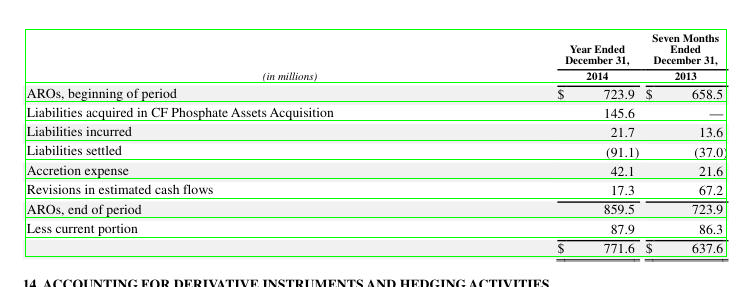 Seven Months
Year Ended Ended
December 31, December 31,
(in millions) 2014 2013
AROs, beginning of period $ 723.9 $ 658.5
Liabilities acquired in CF Phosphate Assets Acquisition 145.6 —
Liabilities incurred 21.7 13.6
Liabilities settled (91.1) (37.0)
Accretion expense 42.1 21.6
Revisions in estimated cash flows 17.3 67.2
AROs, end of period 859.5 723.9
Less current portion 87.9 86.3
$ 771.6 $ 637.6
14. ACCOUNTING FOR DERIVATIVE INSTRUMENTS AND HEDGING ACTIVITIES